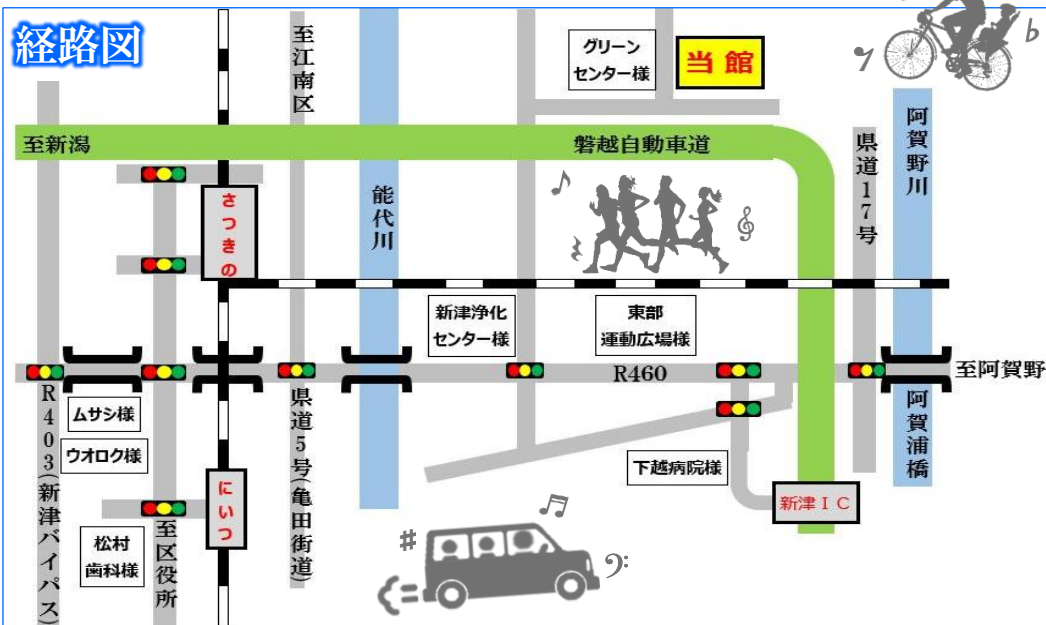 経路図
至江南区
グリーン
センター様
当館
至新潟
磐越自動車道
県道17号
阿賀野川
さつきの
能代川
新津浄化
センター様
東部
運動広場様
R460
至阿賀野
ムサシ様
ウオロク様
R403(新津バイパス)
県道5号(亀田街道)
阿賀浦橋
下越病院様
にいつ
新津IC
松村
歯科様
至区役所